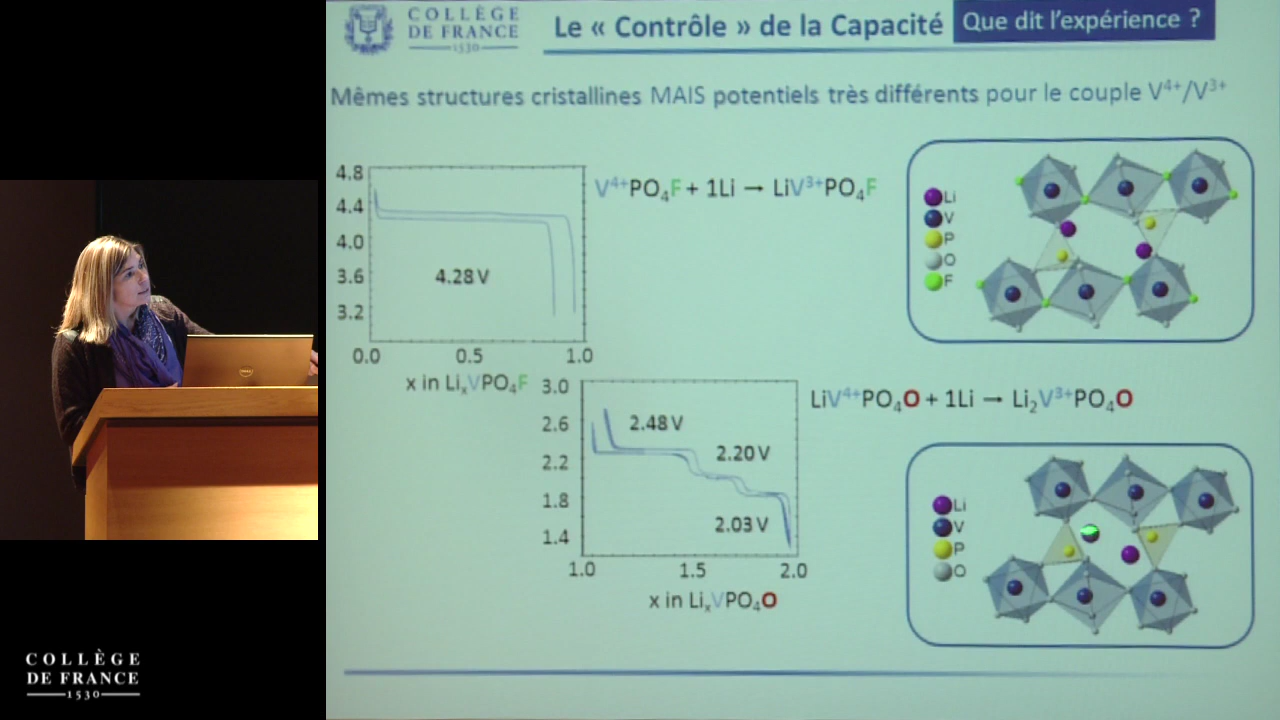 COLLÈGE
DE FRANCE
1530
Le « Contrôle » de la Capacité
Que dit l'expérience ?
Mêmes structures cristallines MAIS potentiels très différents pour le couple V⁴⁺/V³⁺
4.8
4.4
4.0
3.6
3.2
4.28 V
0.0 0.5 1.0
x in LiₓVPO₄F
V⁴⁺PO₄F + 1Li → LiV³⁺PO₄F
Li
V
P
O
F
3.0
2.6
2.2
1.8
1.4
2.48 V
2.20 V
2.03 V
1.0 1.5 2.0
x in LiₓVPO₄O
LiV⁴⁺PO₄O + 1Li → Li₂V³⁺PO₄O
Li
V
P
O
DELL
COLLÈGE
DE FRANCE
1530